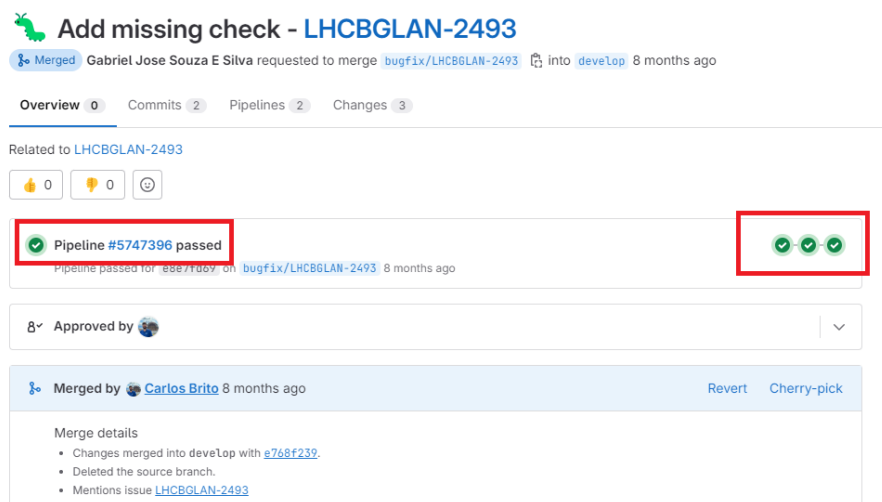 Add missing check - LHCBGLAN-2493
Merged Gabriel Jose Souza E Silva requested to merge bugfix/LHCBGLAN-2493 into develop 8 months ago
Overview 0 Commits 2 Pipelines 2 Changes 3
Related to LHCBGLAN-2493
0 0
Pipeline #5747396 passed
Pipeline passed for e8e7fd69 on bugfix/LHCBGLAN-2493 8 months ago
Approved by
Merged by Carlos Brito 8 months ago Revert Cherry-pick
Merge details
Changes merged into develop with e768f239.
Deleted the source branch.
Mentions issue LHCBGLAN-2493